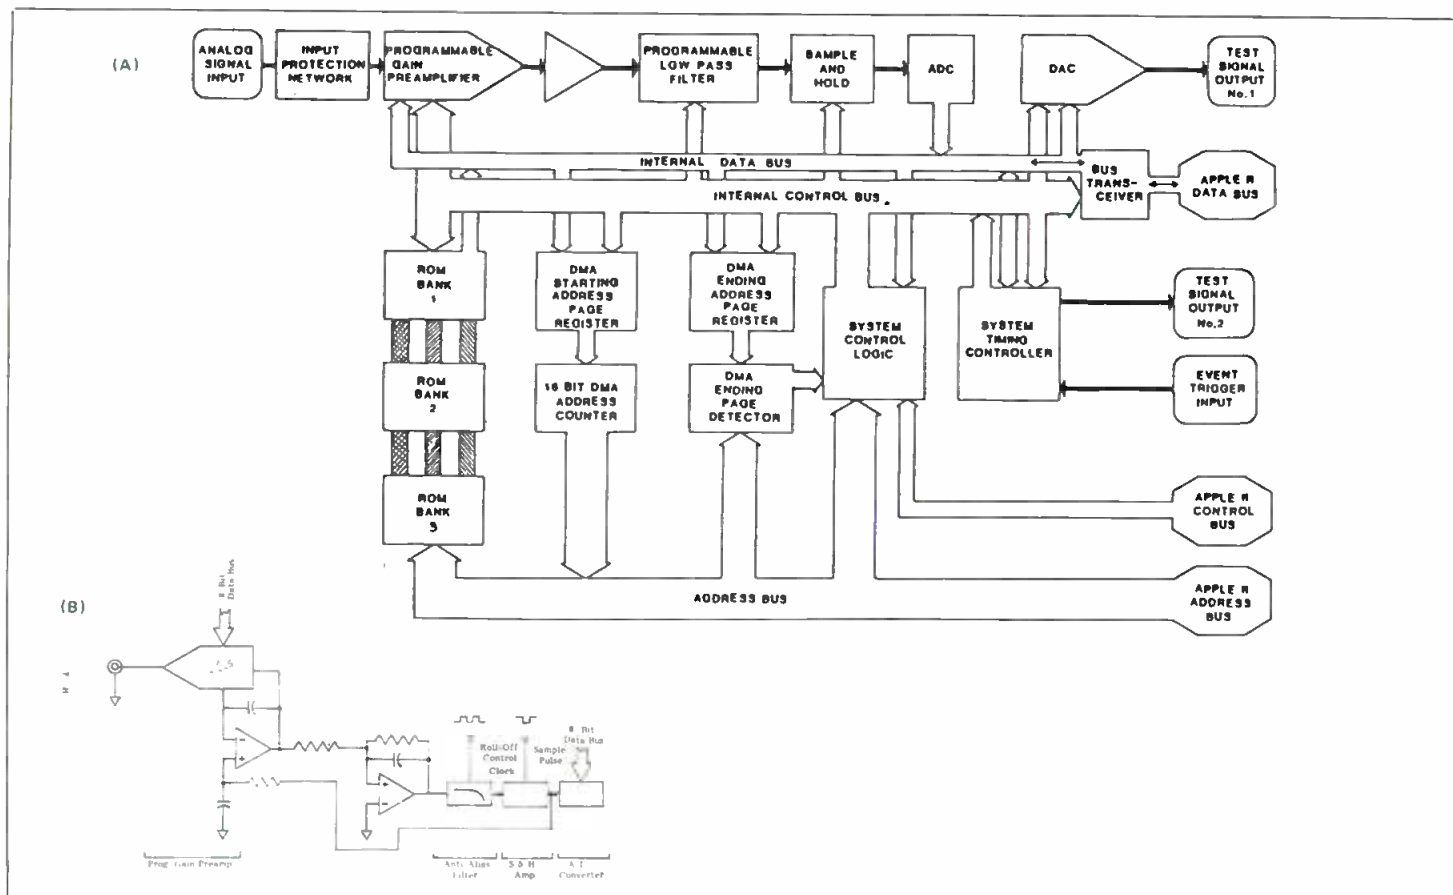 (A)
ANALOG
SIGNAL
INPUT
INPUT
PROTECTION
NETWORK
PROGRAMMABLE
GAIN
PREAMPLIFIER
PROGRAMMABLE
LOW PASS
FILTER
SAMPLE
AND
HOLD
ADC
DAC
TEST
SIGNAL
OUTPUT
No.1
INTERNAL DATA BUS
INTERNAL CONTROL BUS
BUS
TRANS-
CEIVER
APPLE
DATA BUS
ROM
BANK
1
DMA
STARTING
ADDRESS
PAGE
REGISTER
DMA
ENDING
ADDRESS
PAGE
REGISTER
SYSTEM
CONTROL
LOGIC
SYSTEM
TIMING
CONTROLLER
TEST
SIGNAL
OUTPUT
No.2
ROM
BANK
2
16 BIT DMA
ADDRESS
COUNTER
DMA
ENDING
PAGE
DETECTOR
EVENT
TRIGGER
INPUT
ROM
BANK
3
APPLE
CONTROL
BUS
ADDRESS BUS
APPLE
ADDRESS
BUS
(B)
8 Bit
Data Bus
Roll-Off
Control
Clock
Sample
Pulse
8 Bit
Data Bus
Prog. Gain Preamp
Anti Alias
Filter
S & H
Amp
Converter